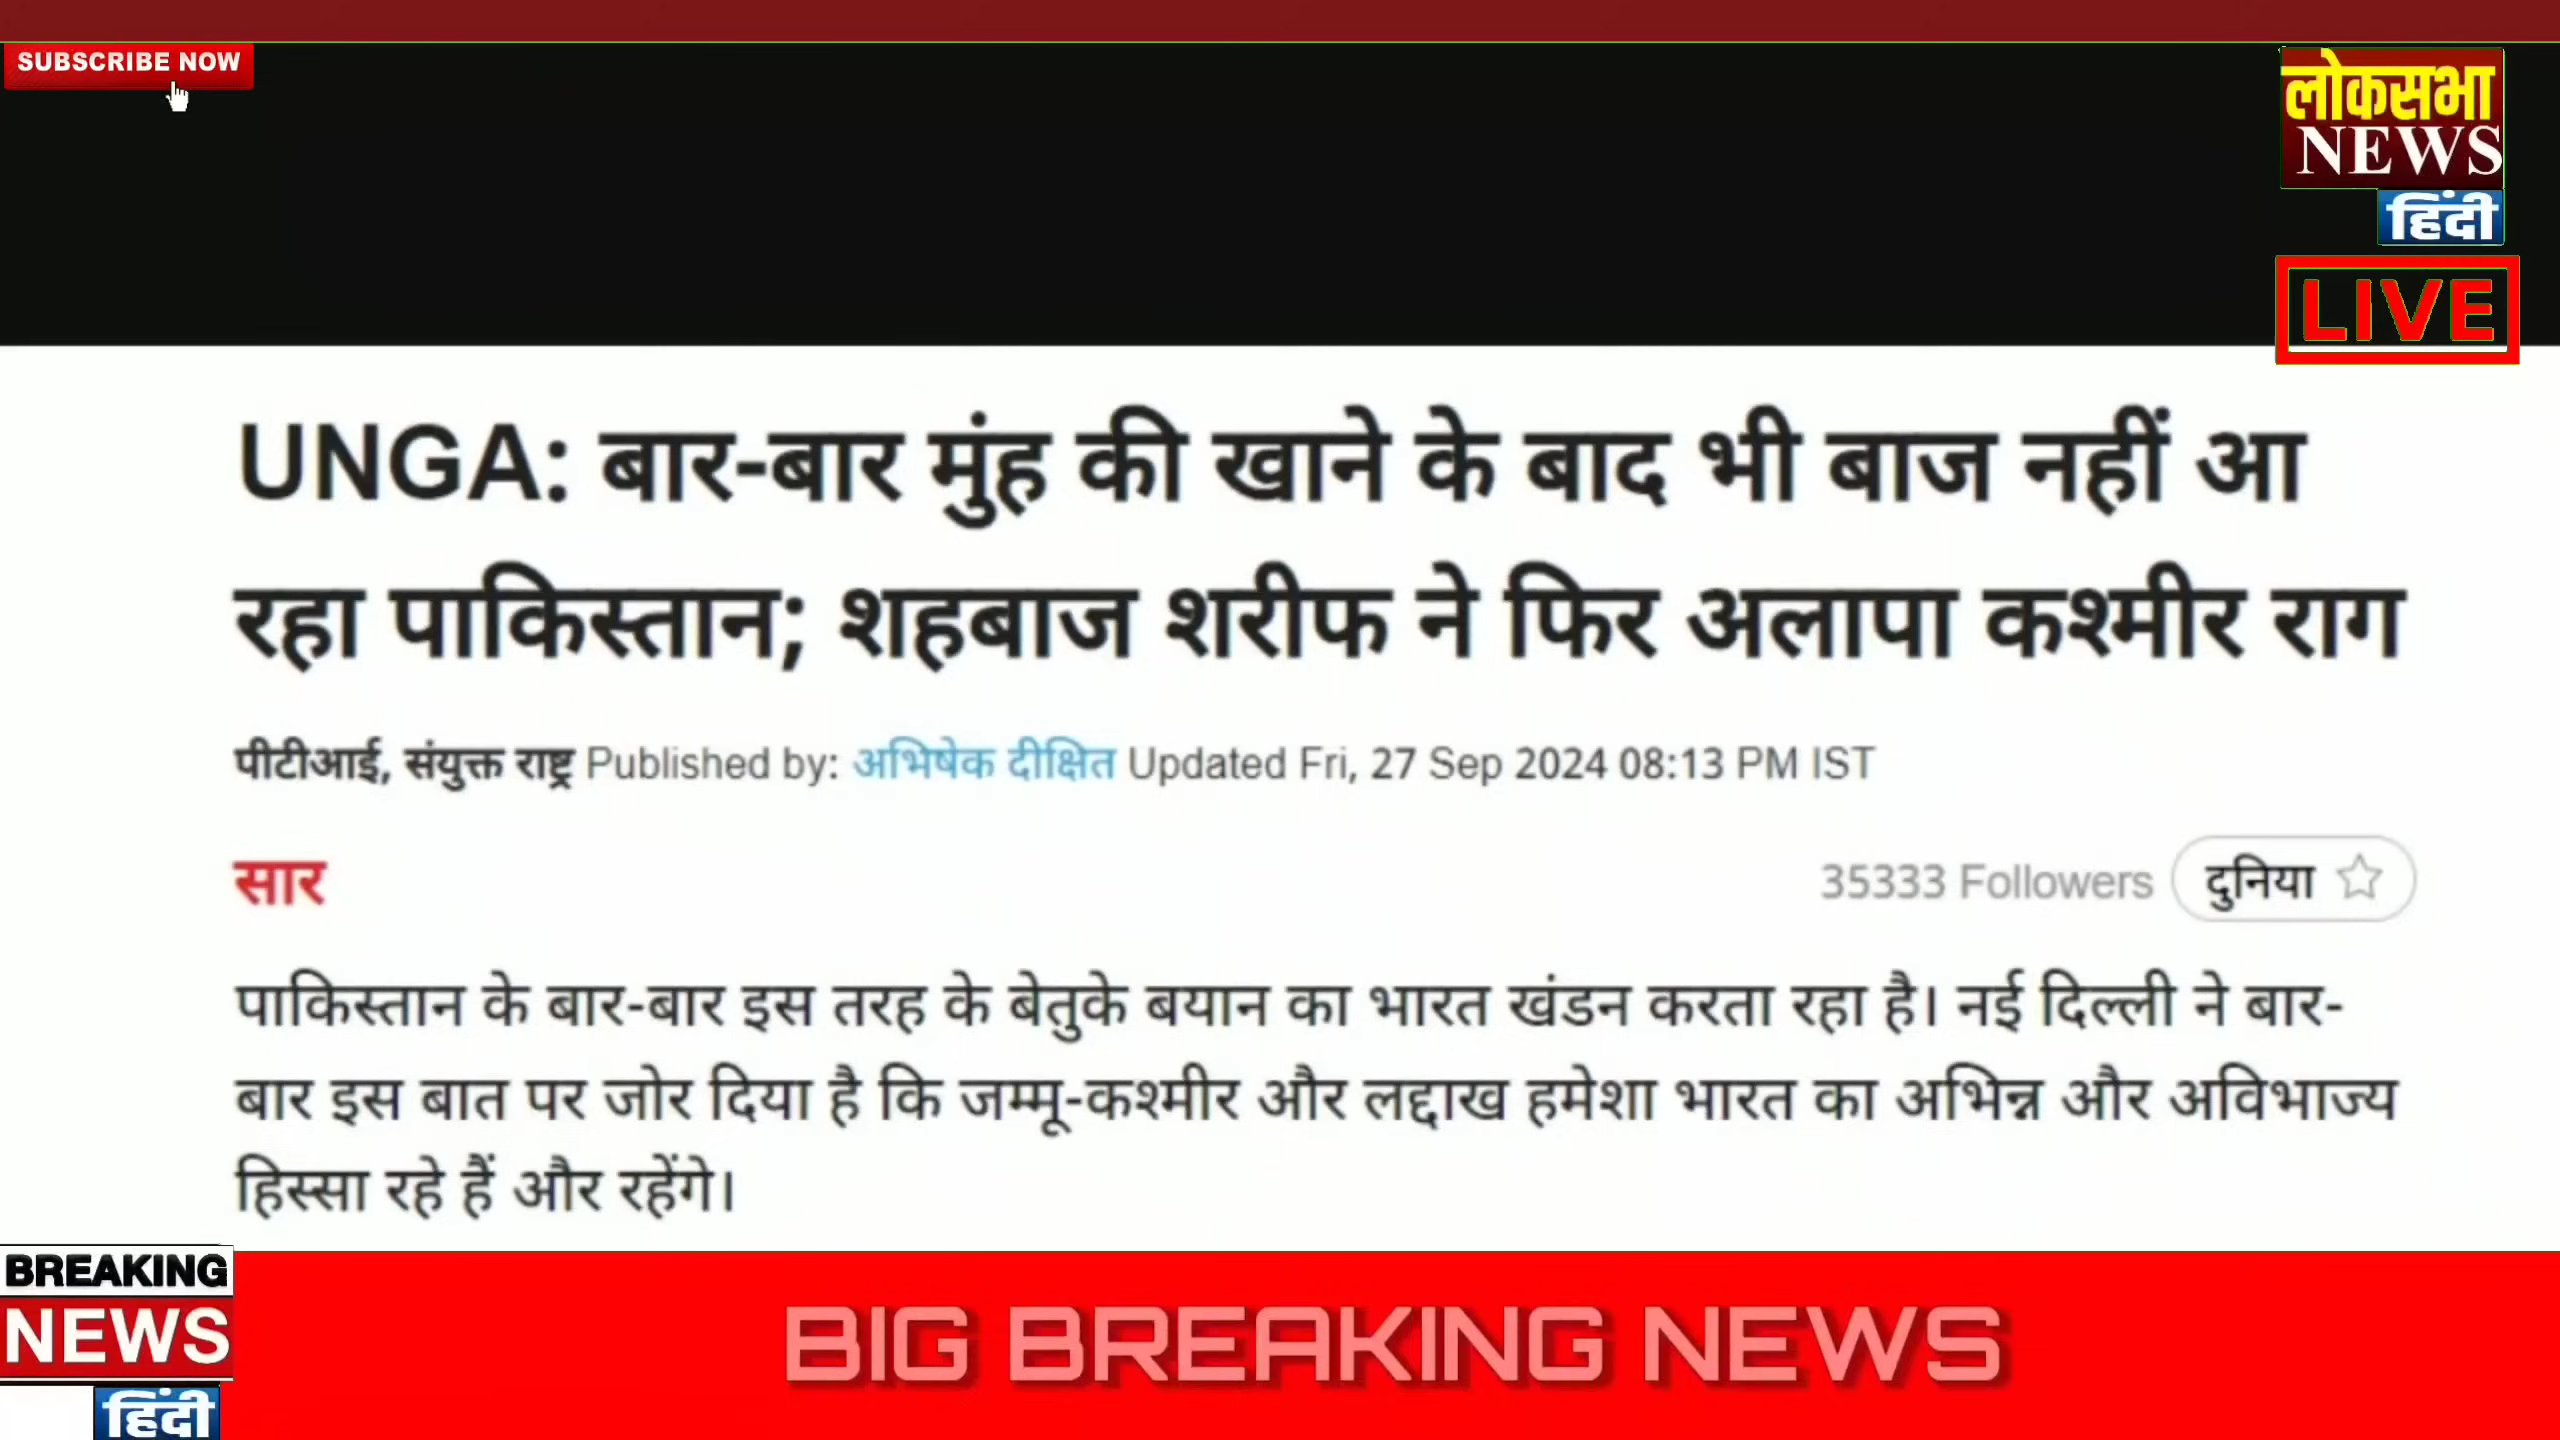 SUBSCRIBE NOW
लोकसभा
NEWS
हिंदी
LIVE
UNGA: बार-बार मुंह की खाने के बाद भी बाज नहीं आ
रहा पाकिस्तान; शहबाज शरीफ ने फिर अलापा कश्मीर राग
पीटीआई, संयुक्त राष्ट्र Published by: अभिषेक दीक्षित Updated Fri, 27 Sep 2024 08:13 PM IST
सार
35333 Followers दुनिया
पाकिस्तान के बार-बार इस तरह के बेतुके बयान का भारत खंडन करता रहा है। नई दिल्ली ने बार-
बार इस बात पर जोर दिया है कि जम्मू-कश्मीर और लद्दाख हमेशा भारत का अभिन्न और अविभाज्य
हिस्सा रहे हैं और रहेंगे।
BREAKING
NEWS
हिंदी
BIG BREAKING NEWS